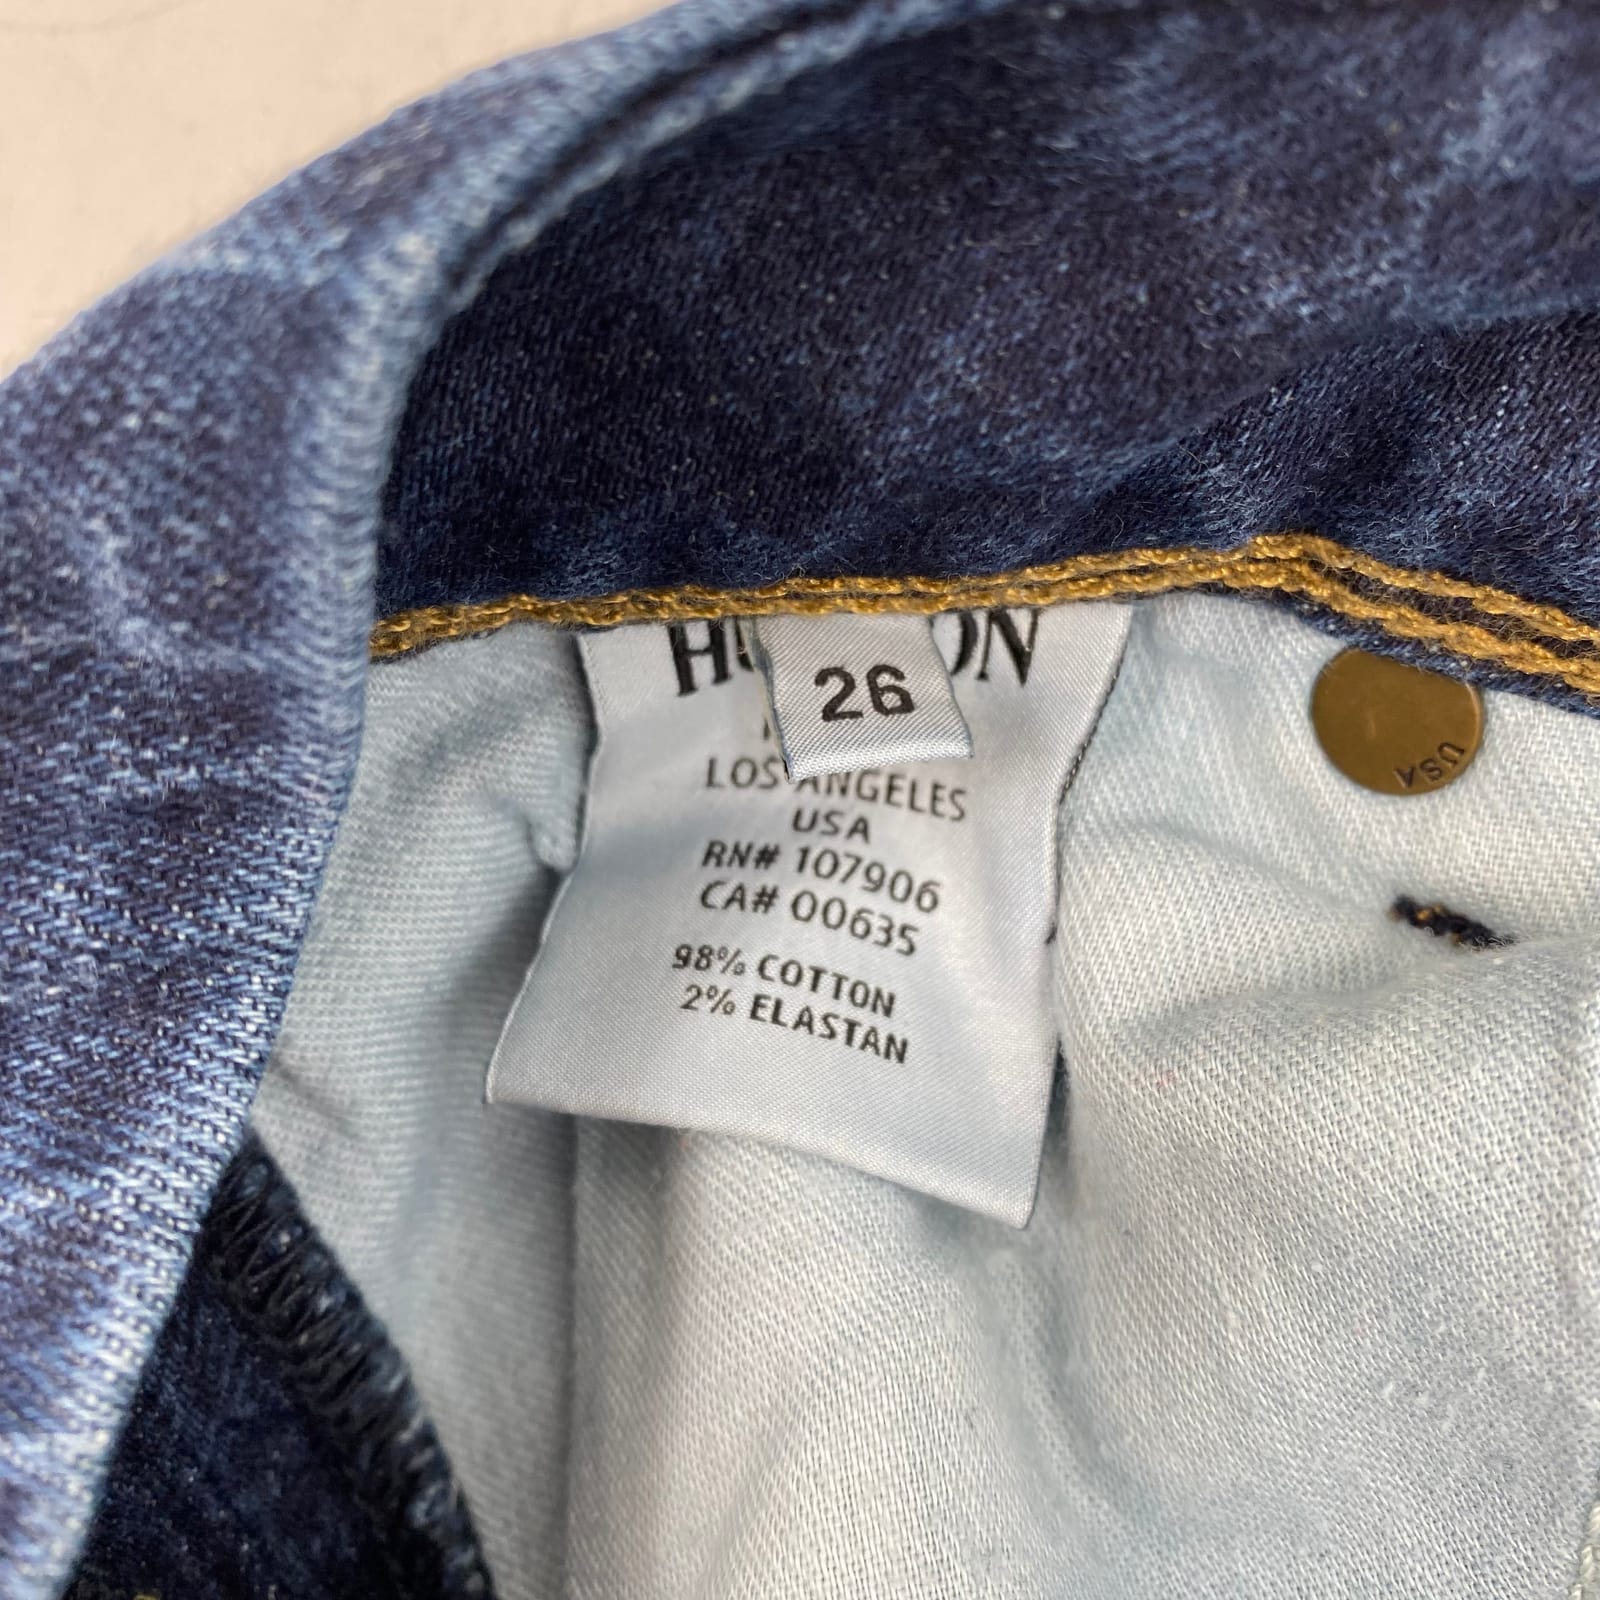 26
LOS ANGELES
USA
RN# 107906
CA# 00635
98% COTTON
2% ELASTAN
USA